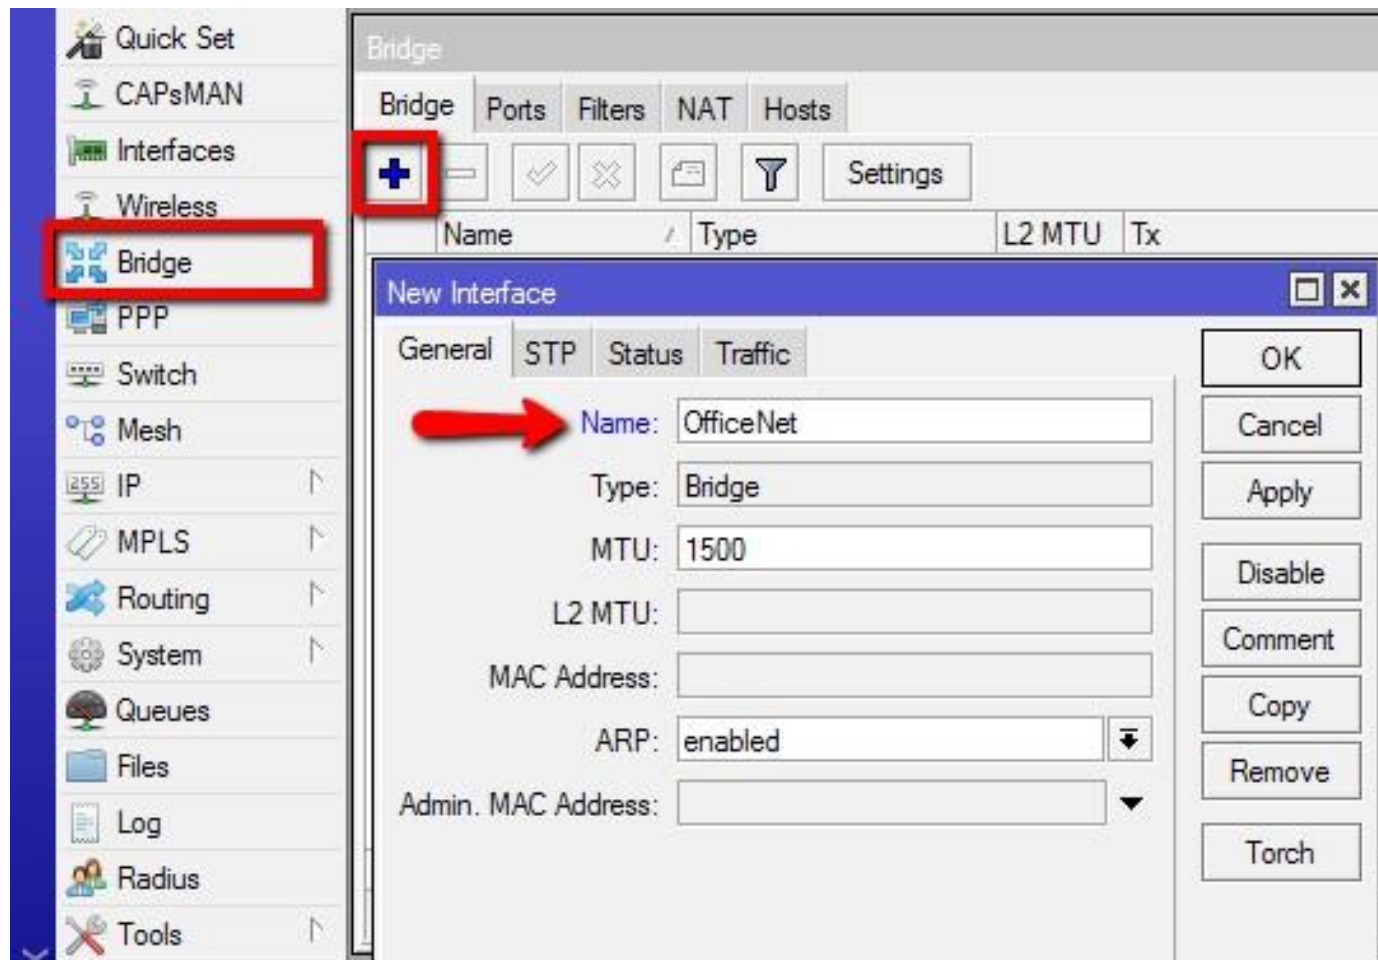 Quick Set
CAPsMAN
Interfaces
Wireless
Bridge
PPP
Switch
Mesh
255 IP
MPLS
Routing
System
Queues
Files
Log
Radius
Tools
Bridge
Bridge Ports Filters NAT Hosts
Settings
Name Type L2 MTU Tx
New Interface
General STP Status Traffic
Name: OfficeNet
Type: Bridge
MTU: 1500
L2 MTU:
MAC Address:
ARP: enabled
Admin. MAC Address:
OK
Cancel
Apply
Disable
Comment
Copy
Remove
Torch